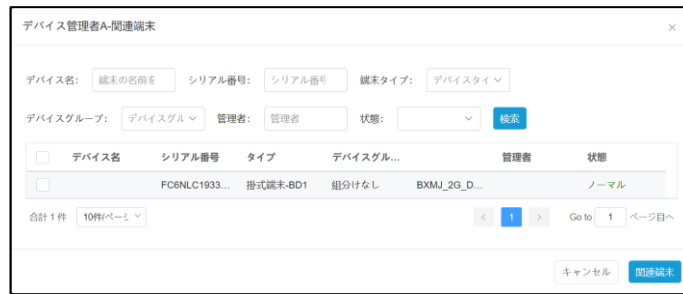 デバイス管理者A-関連端末 ×
デバイス名: 端末の名前を シリアル番号: シリアル番号 端末タイプ: デバイスタイ
デバイスグループ: デバイスグル 管理者: 管理者 状態: 検索
デバイス名 シリアル番号 タイプ デバイスグル... 管理者 状態
FC6NLC1933... 掛式端末-BD1 組分けなし BXMJ_2G_D... ノーマル
合計 1 件 10件/ページ < 1 > Go to 1 ページ目へ
キャンセル 関連端末